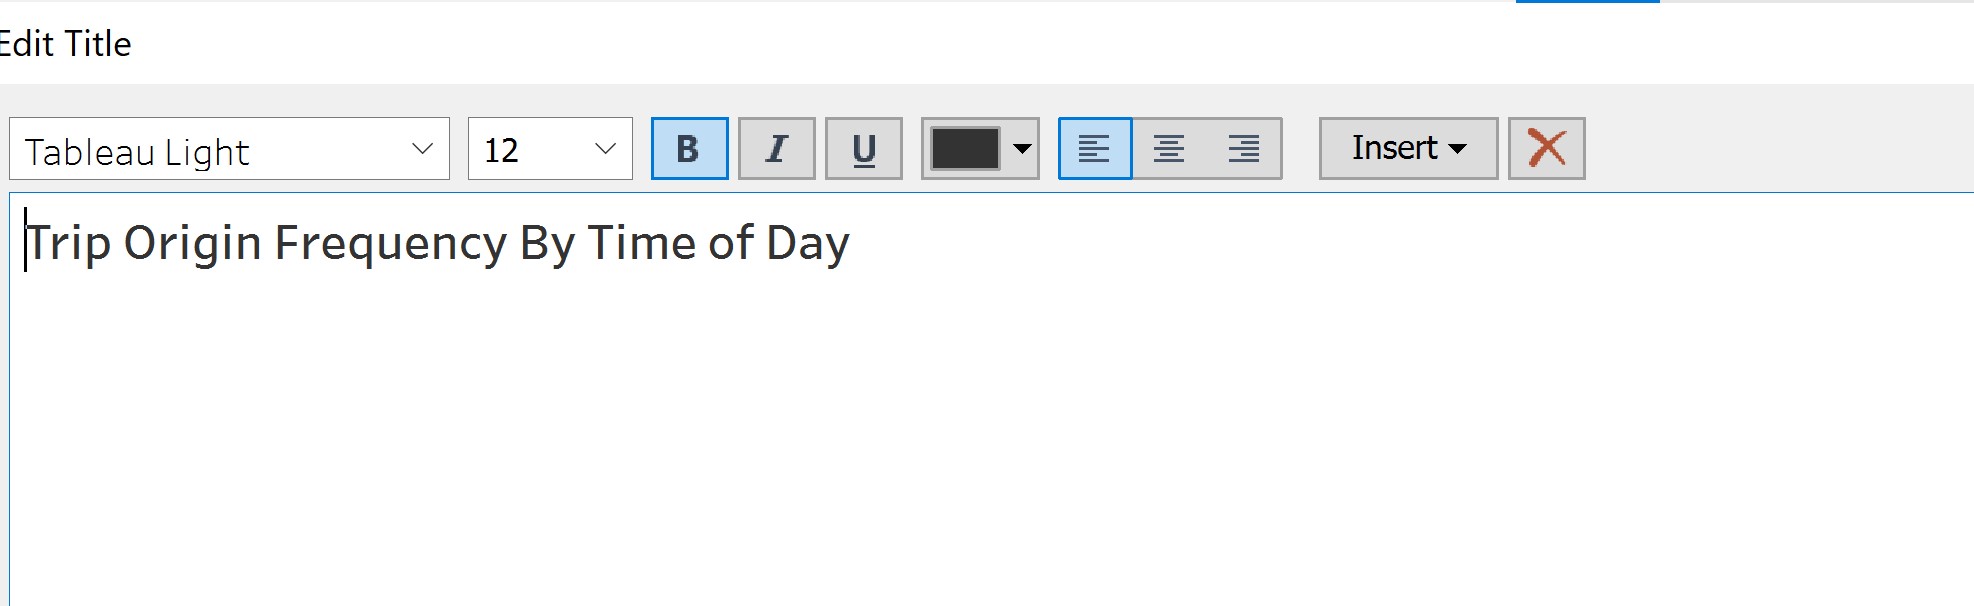 Edit Title
Tableau Light 12 B I U Insert
Trip Origin Frequency By Time of Day